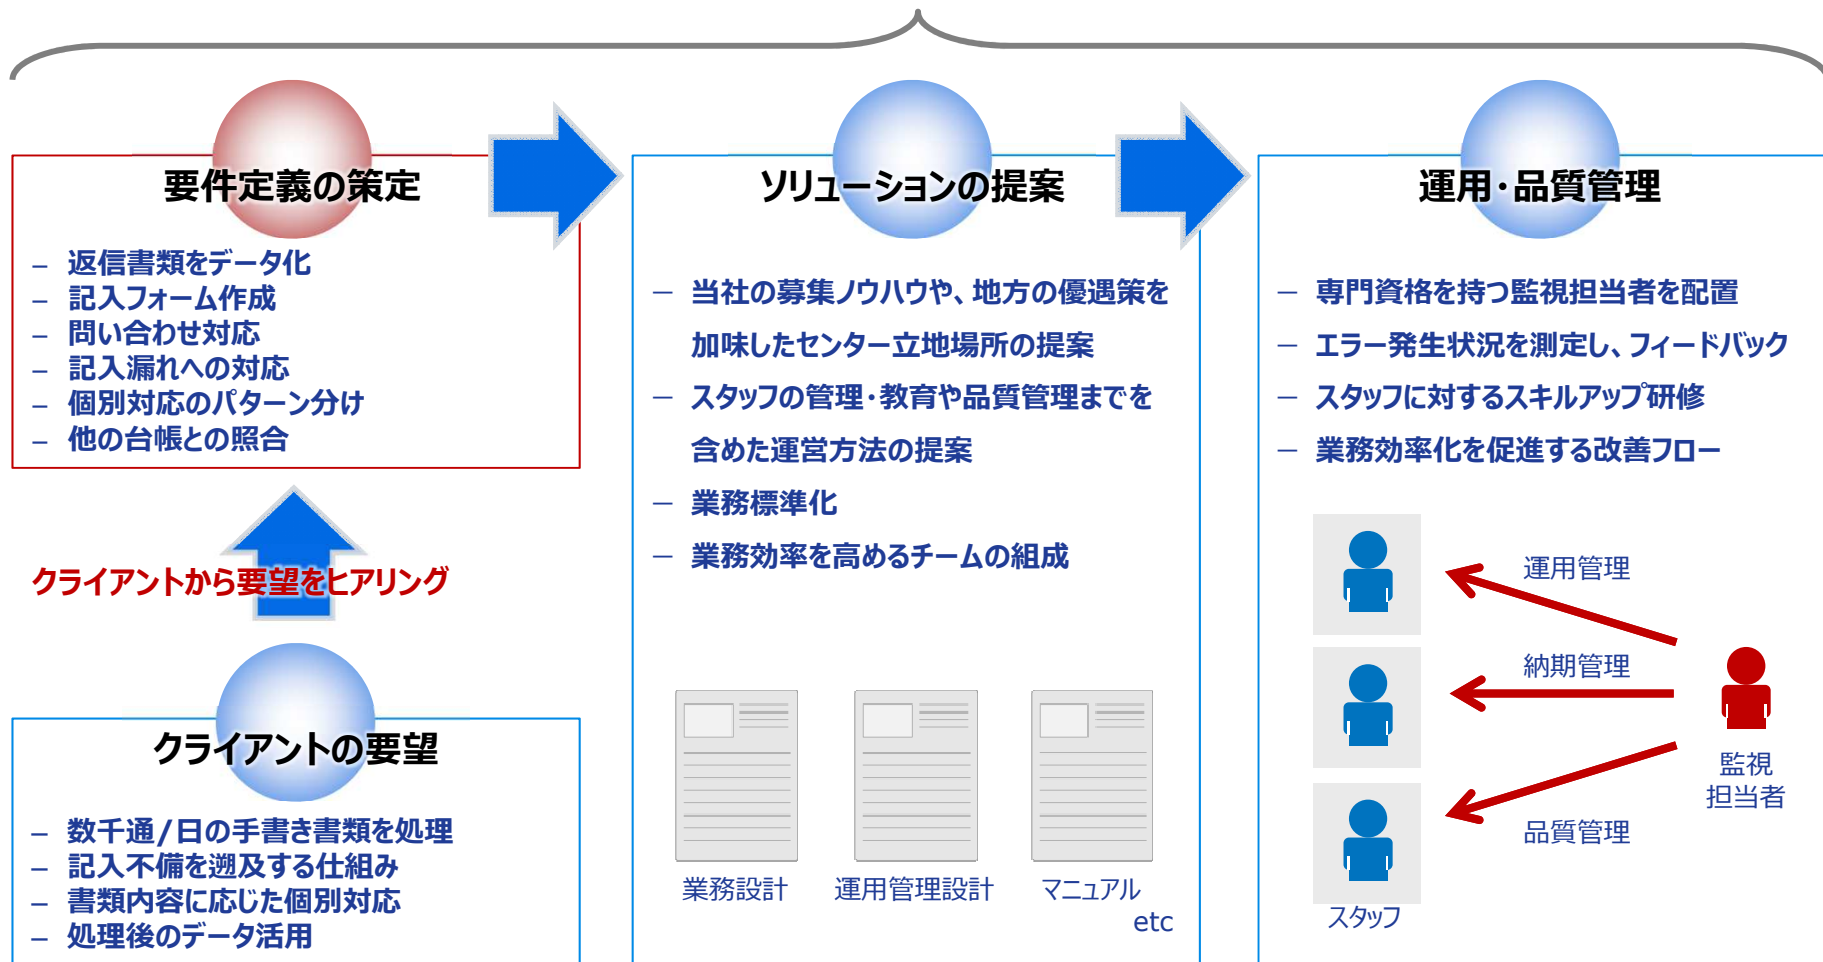 要件定義の策定
– 返信書類をデータ化
– 記入フォーム作成
– 問い合わせ対応
– 記入漏れへの対応
– 個別対応のパターン分け
– 他の台帳との照合
クライアントから要望をヒアリング
クライアントの要望
– 数千通/日の手書き書類を処理
– 記入不備を遡及する仕組み
– 書類内容に応じた個別対応
– 処理後のデータ活用
ソリューションの提案
– 当社の募集ノウハウや、地方の優遇策を
加味したセンター立地場所の提案
– スタッフの管理・教育や品質管理までを
含めた運営方法の提案
– 業務標準化
– 業務効率を高めるチームの組成
業務設計
運用管理設計
マニュアル
etc
運用・品質管理
– 専門資格を持つ監視担当者を配置
– エラー発生状況を測定し、フィードバック
– スタッフに対するスキルアップ研修
– 業務効率化を促進する改善フロー
運用管理
納期管理
品質管理
監視
担当者
スタッフ